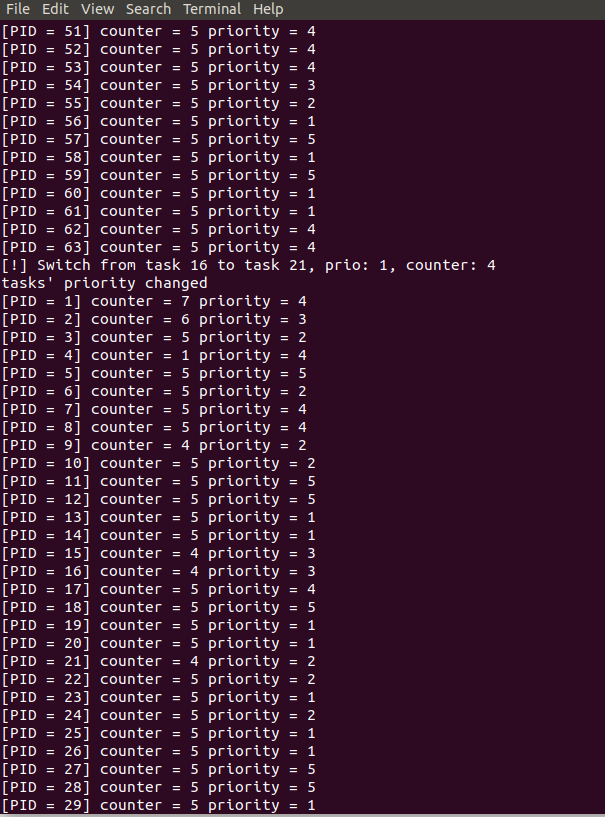 File Edit View Search Terminal Help
[PID = 51] counter = 5 priority = 4
[PID = 52] counter = 5 priority = 4
[PID = 53] counter = 5 priority = 4
[PID = 54] counter = 5 priority = 3
[PID = 55] counter = 5 priority = 2
[PID = 56] counter = 5 priority = 1
[PID = 57] counter = 5 priority = 5
[PID = 58] counter = 5 priority = 1
[PID = 59] counter = 5 priority = 5
[PID = 60] counter = 5 priority = 1
[PID = 61] counter = 5 priority = 1
[PID = 62] counter = 5 priority = 4
[PID = 63] counter = 5 priority = 4
[!] Switch from task 16 to task 21, prio: 1, counter: 4
tasks' priority changed
[PID = 1] counter = 7 priority = 4
[PID = 2] counter = 6 priority = 3
[PID = 3] counter = 5 priority = 2
[PID = 4] counter = 1 priority = 4
[PID = 5] counter = 5 priority = 5
[PID = 6] counter = 5 priority = 2
[PID = 7] counter = 5 priority = 4
[PID = 8] counter = 5 priority = 4
[PID = 9] counter = 4 priority = 2
[PID = 10] counter = 5 priority = 2
[PID = 11] counter = 5 priority = 5
[PID = 12] counter = 5 priority = 5
[PID = 13] counter = 5 priority = 1
[PID = 14] counter = 5 priority = 1
[PID = 15] counter = 4 priority = 3
[PID = 16] counter = 4 priority = 3
[PID = 17] counter = 5 priority = 4
[PID = 18] counter = 5 priority = 5
[PID = 19] counter = 5 priority = 1
[PID = 20] counter = 5 priority = 1
[PID = 21] counter = 4 priority = 2
[PID = 22] counter = 5 priority = 2
[PID = 23] counter = 5 priority = 1
[PID = 24] counter = 5 priority = 2
[PID = 25] counter = 5 priority = 1
[PID = 26] counter = 5 priority = 1
[PID = 27] counter = 5 priority = 5
[PID = 28] counter = 5 priority = 5
[PID = 29] counter = 5 priority = 1